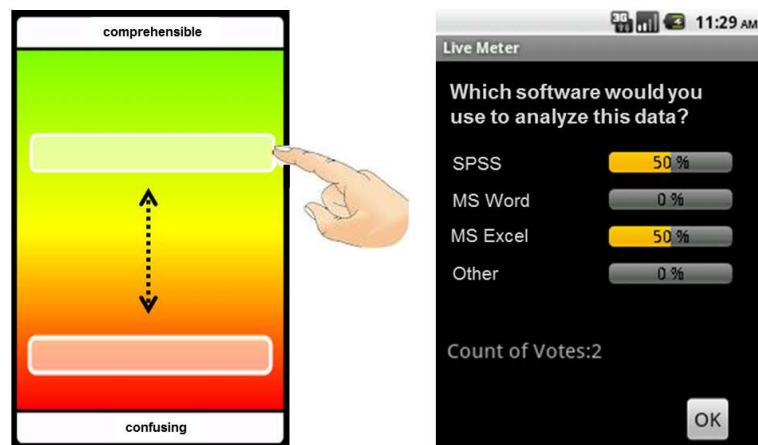 comprehensible
confusing
3G 11:29 AM
Live Meter
Which software would you
use to analyze this data?
SPSS 50 %
MS Word 0 %
MS Excel 50 %
Other 0 %
Count of Votes:2
OK